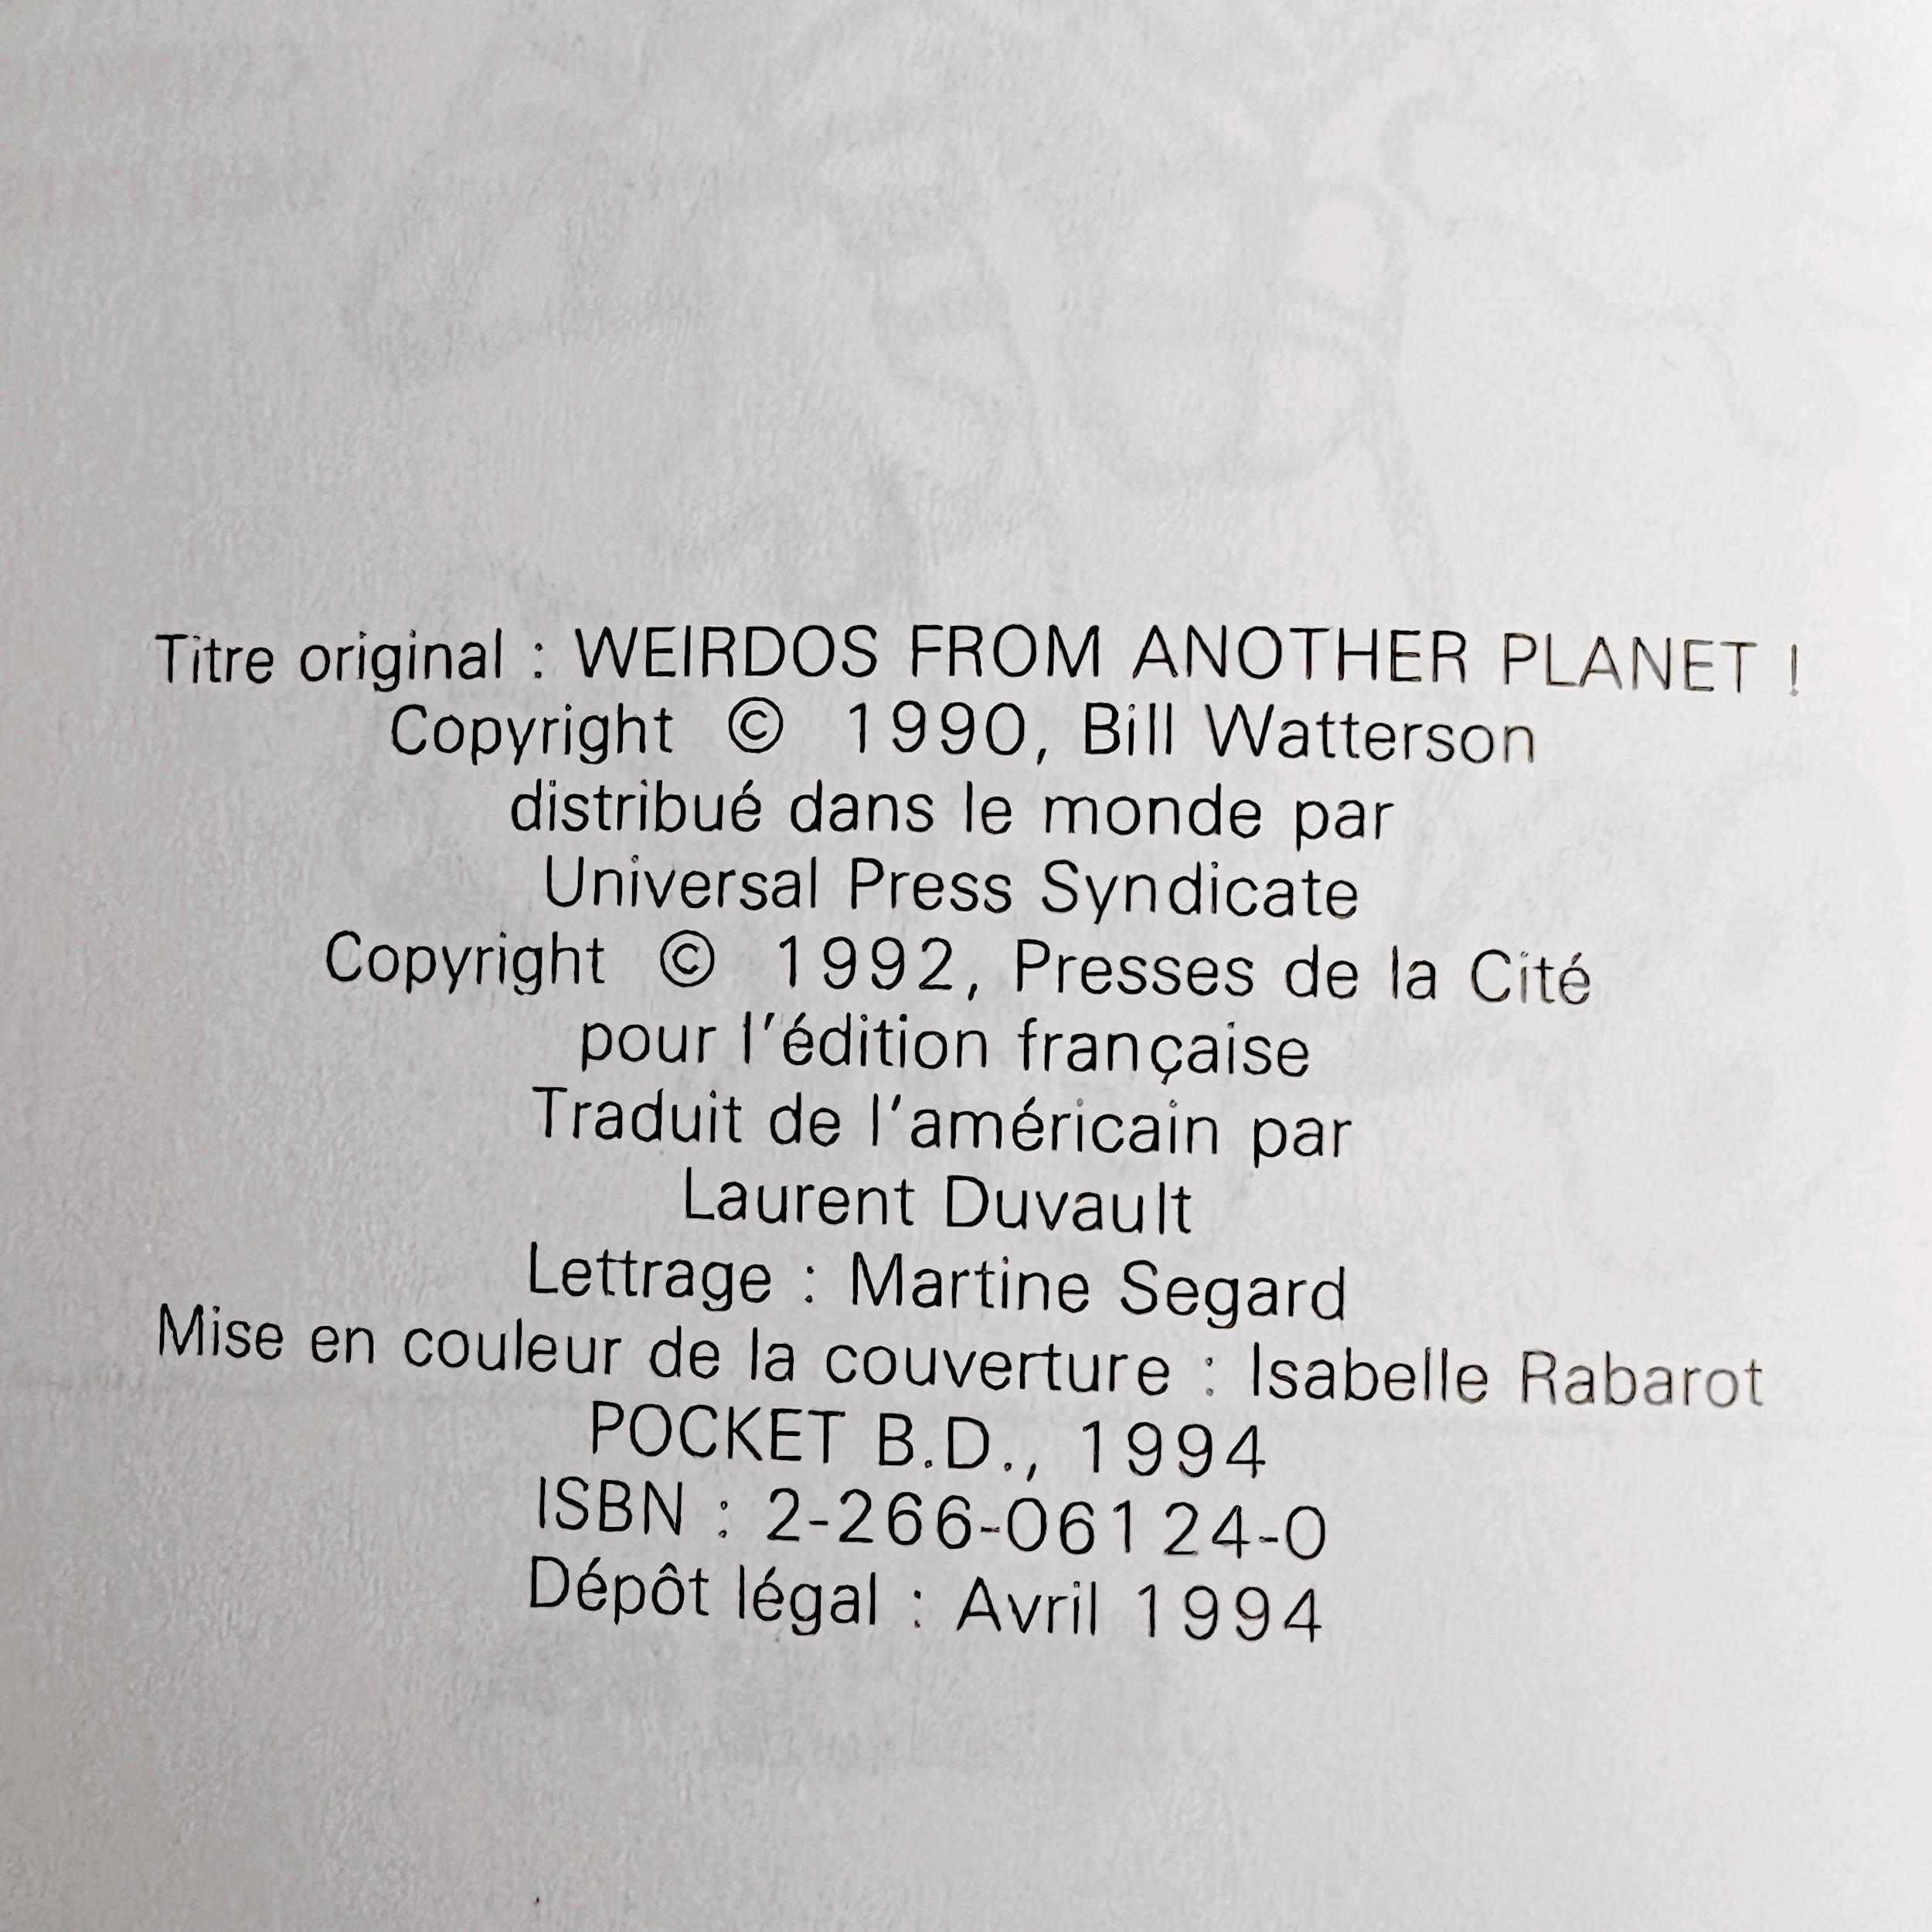 Titre original : WEIRDOS FROM ANOTHER PLANET !
Copyright © 1990, Bill Watterson
distribué dans le monde par
Universal Press Syndicate
Copyright © 1992, Presses de la Cité
pour l'édition française
Traduit de l'américain par
Laurent Duvault
Lettrage : Martine Segard
Mise en couleur de la couverture : Isabelle Rabarot
POCKET B.D., 1994
ISBN : 2-266-06124-0
Dépôt légal : Avril 1994